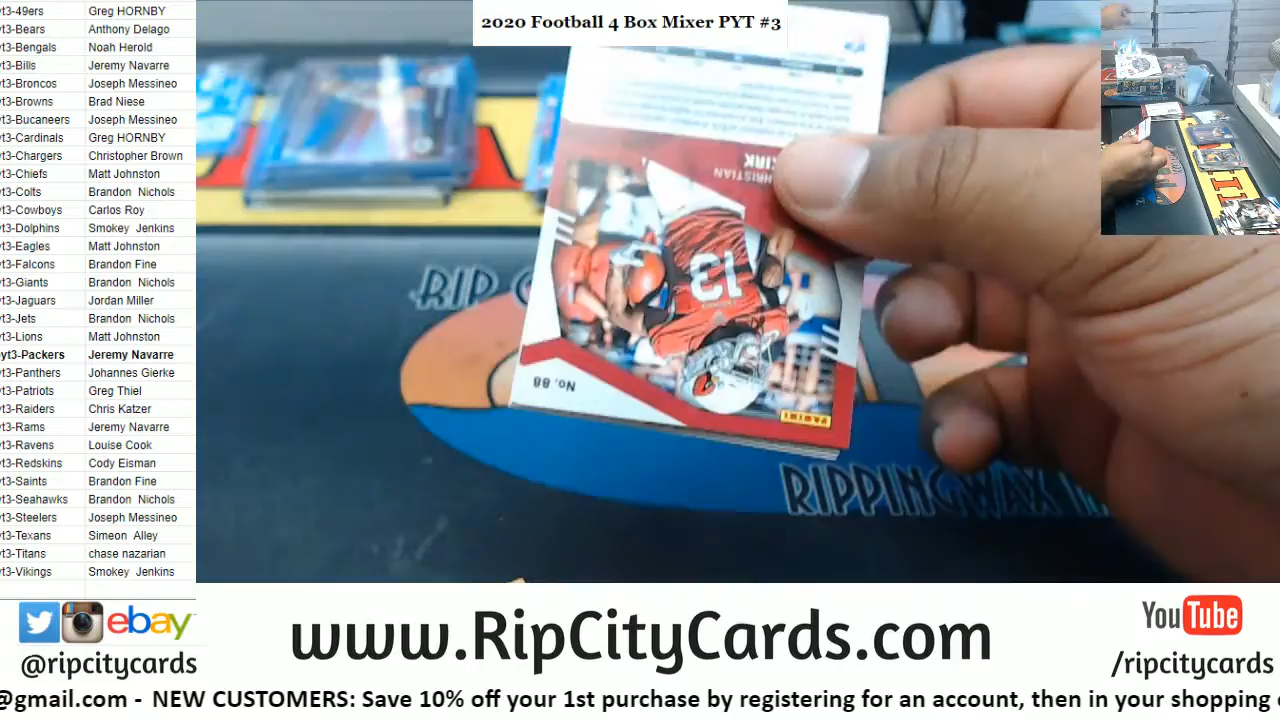 2020 Football 4 Box Mixer PYT #3
yt3-49ers Greg HORNBY
yt3-Bears Anthony Delago
yt3-Bengals Noah Herold
yt3-Bills Jeremy Navarre
yt3-Broncos Joseph Messineo
yt3-Browns Brad Niese
yt3-Bucaneers Joseph Messineo
yt3-Cardinals Greg HORNBY
yt3-Chargers Christopher Brown
yt3-Chiefs Matt Johnston
yt3-Colts Brandon Nichols
yt3-Cowboys Carlos Roy
yt3-Dolphins Smokey Jenkins
yt3-Eagles Matt Johnston
yt3-Falcons Brandon Fine
yt3-Giants Brandon Nichols
yt3-Jaguars Jordan Miller
yt3-Jets Brandon Nichols
yt3-Lions Matt Johnston
pyt3-Packers Jeremy Navarre
yt3-Panthers Johannes Gierke
yt3-Patriots Greg Thiel
yt3-Raiders Chris Katzer
yt3-Rams Jeremy Navarre
yt3-Ravens Louise Cook
yt3-Redskins Cody Eisman
yt3-Saints Brandon Fine
yt3-Seahawks Brandon Nichols
yt3-Steelers Joseph Messineo
yt3-Texans Simeon Alley
yt3-Titans chase nazarian
yt3-Vikings Smokey Jenkins
KIRK
13
No. 88
PANINI
RIP
RIPPINGWAX
ebay
@ripcitycards
www.RipCityCards.com
YouTube
/ripcitycards
@gmail.com - NEW CUSTOMERS: Save 10% off your 1st purchase by registering for an account, then in your shopping